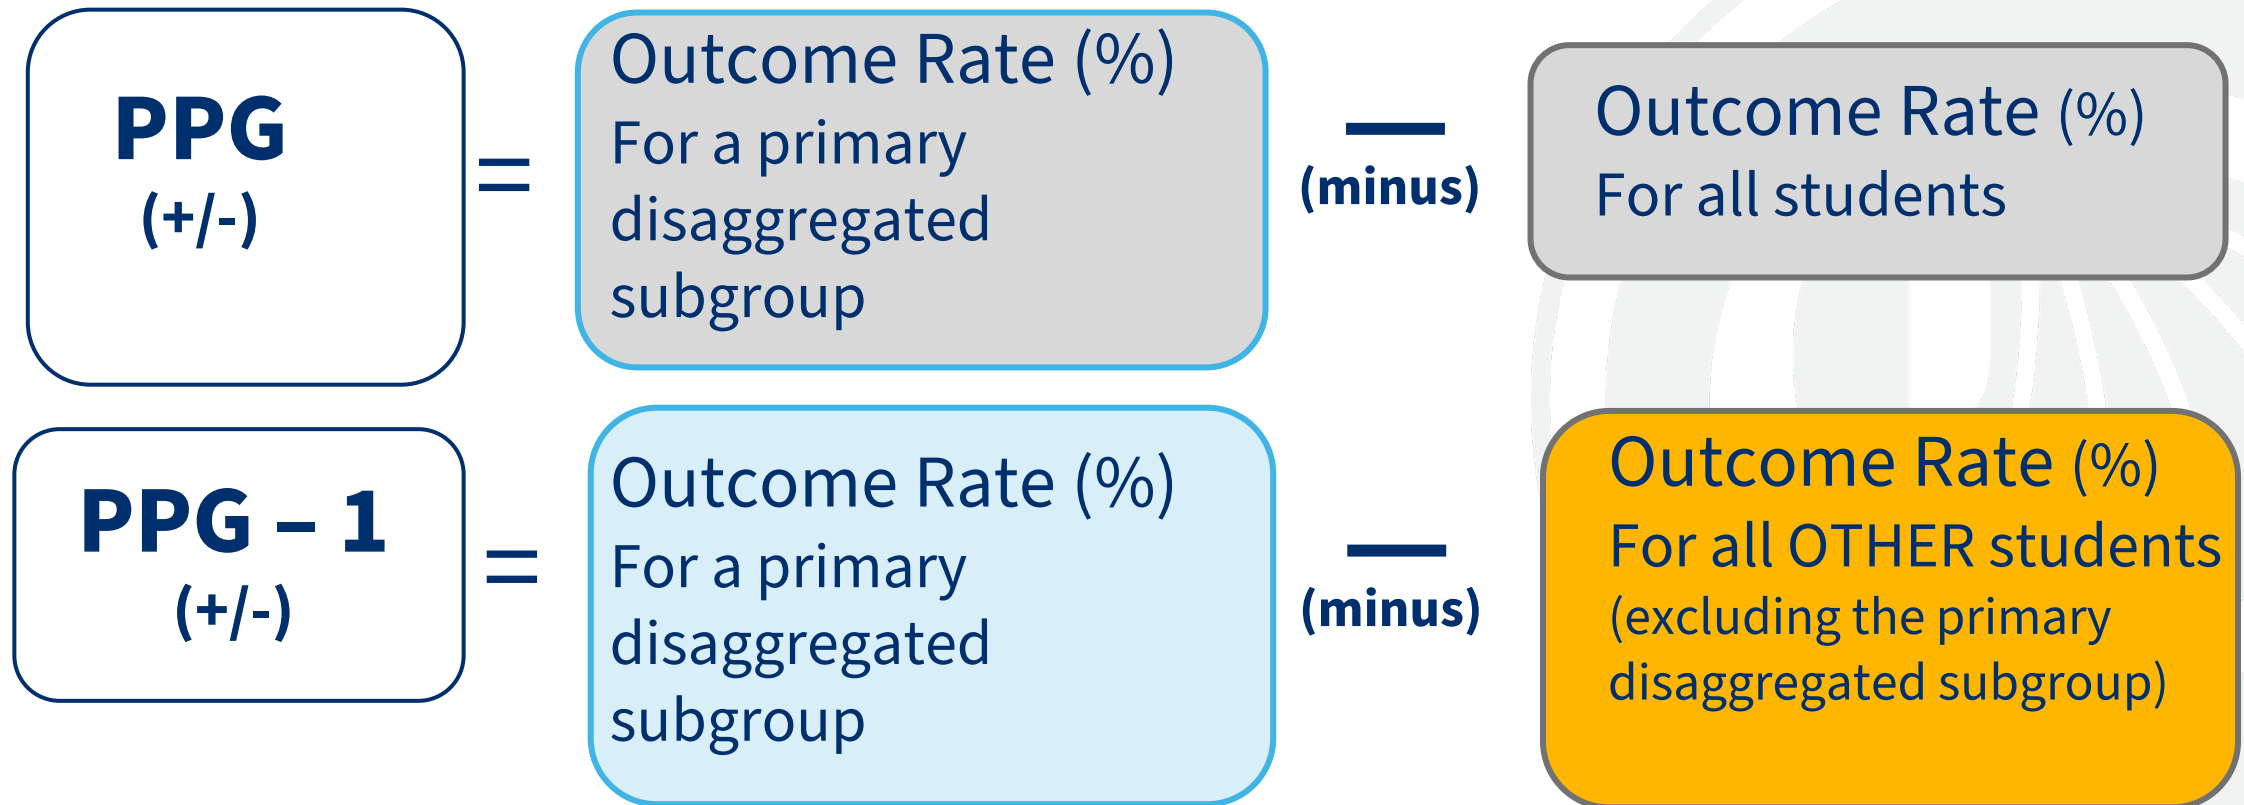 PPG
(+/-)
=
Outcome Rate (%)
For a primary
disaggregated
subgroup
—
(minus)
Outcome Rate (%)
For all students
PPG – 1
(+/-)
=
Outcome Rate (%)
For a primary
disaggregated
subgroup
—
(minus)
Outcome Rate (%)
For all OTHER students
(excluding the primary
disaggregated subgroup)